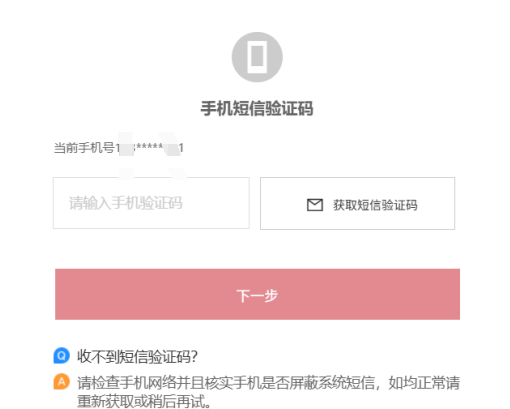 手机短信验证码
当前手机号1*****1
请输入手机验证码
获取短信验证码
下一步
Q 收不到短信验证码?
A 请检查手机网络并且核实手机是否屏蔽系统短信，如均正常请
重新获取或稍后再试。